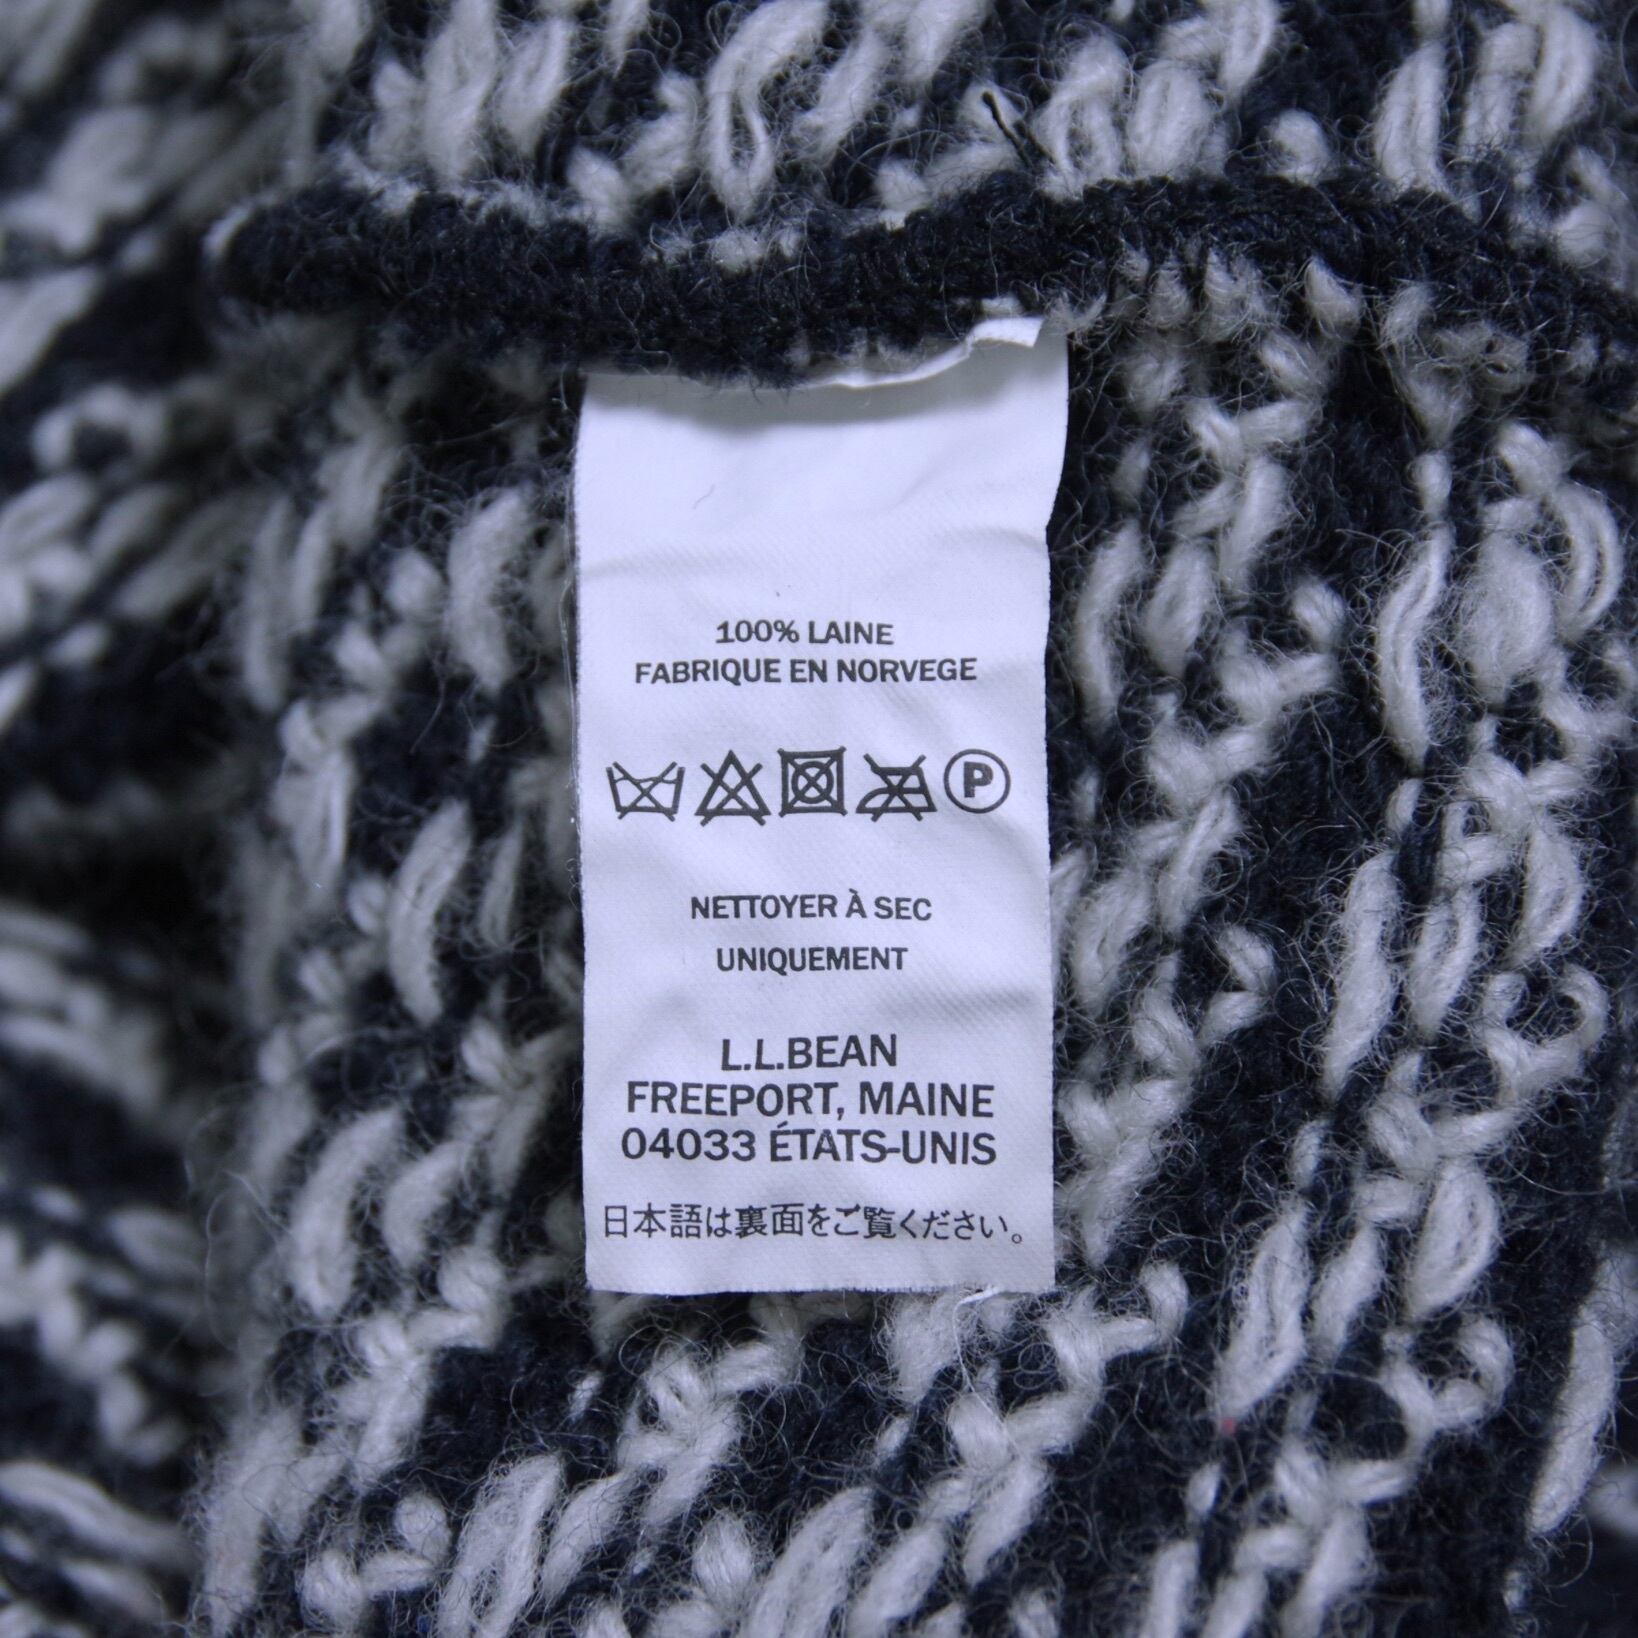 100% LAINE
FABRIQUE EN NORVEGE
P
NETTOYER À SEC
UNIQUEMENT
L.L.BEAN
FREEPORT, MAINE
04033 ÉTATS-UNIS
日本語は裏面をご覧ください。